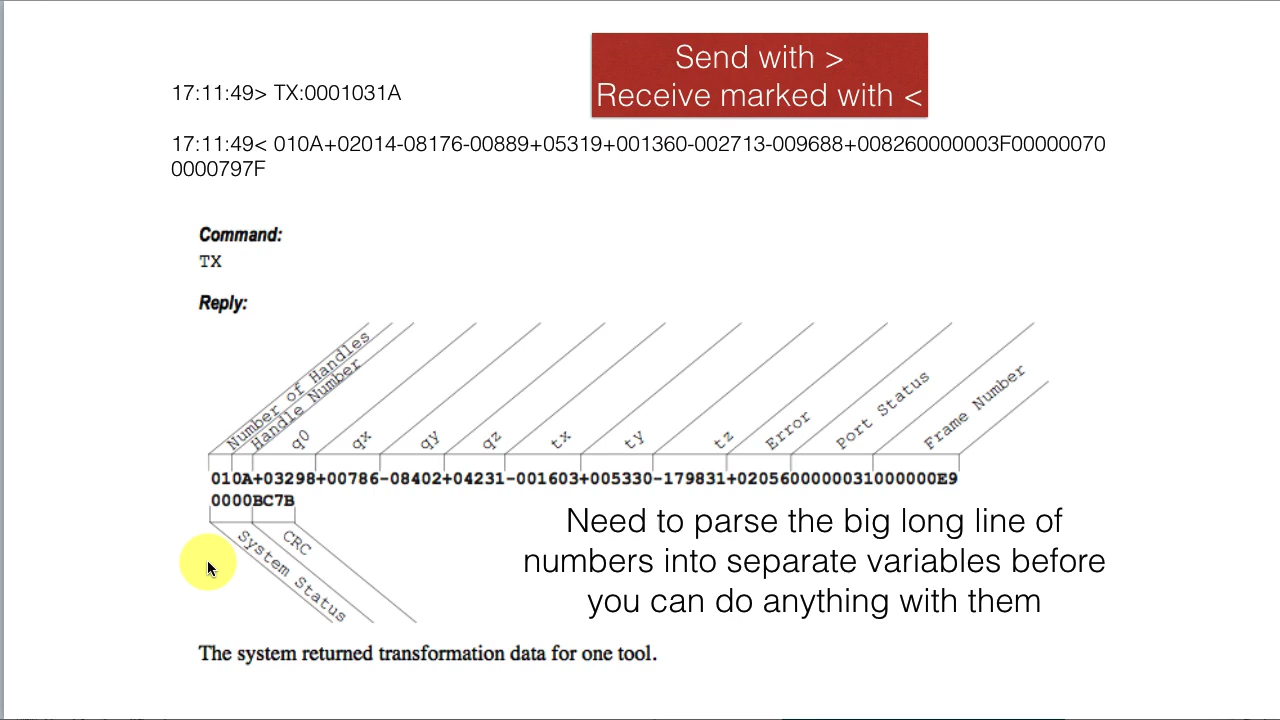 Send with >
Receive marked with <
17:11:49> TX:0001031A
17:11:49< 010A+02014-08176-00889+05319+001360-002713-009688+008260000003F00000070
0000797F
Command:
TX
Reply:
Number of Handles
Handle Number
q0
qx
qy
qz
tx
ty
tz
Error
Port Status
Frame Number
010A+03298+00786-08402+04231-001603+005330-179831+0205600000031000000E9
0000BC7B
System Status
CRC
Need to parse the big long line of
numbers into separate variables before
you can do anything with them
The system returned transformation data for one tool.